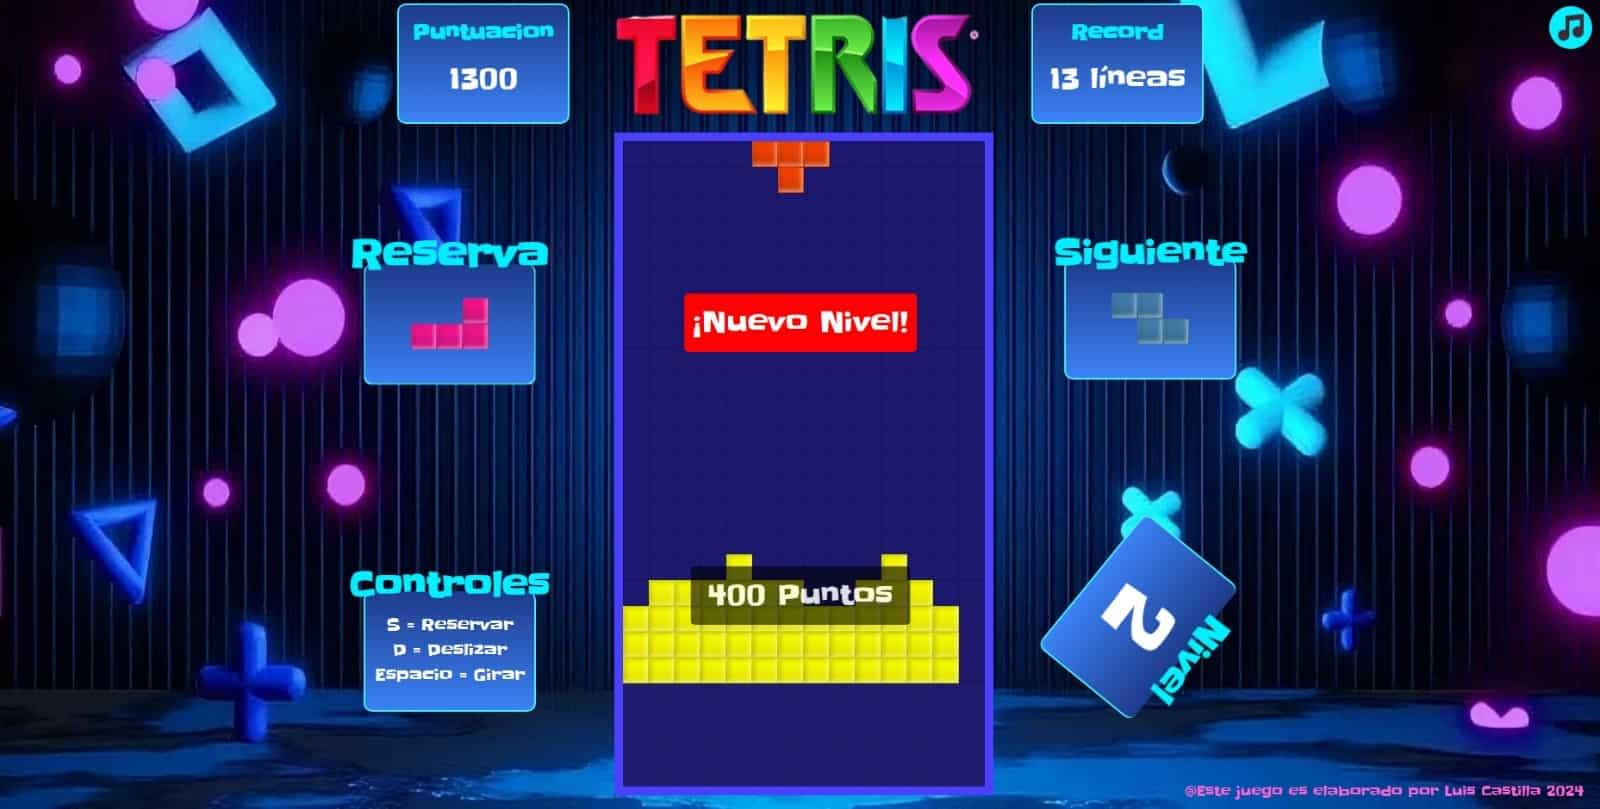 Puntuacion
1300
TETRIS®
Record
13 líneas
Reserva
Siguiente
¡Nuevo Nivel!
400 Puntos
Controles
S = Reservar
D = Deslizar
Espacio = Girar
2
Nivel
@Este juego es elaborado por Luis Castilla 2024